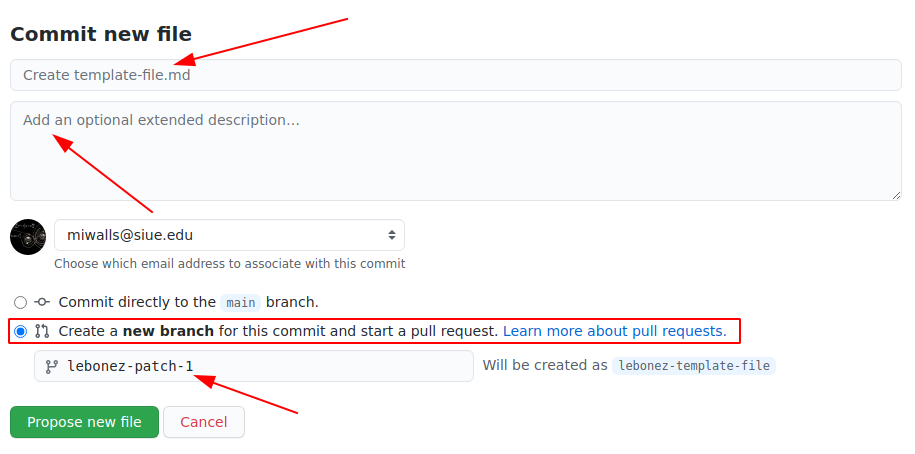 Commit new file
Create template-file.md
Add an optional extended description...
miwalls@siue.edu
Choose which email address to associate with this commit
Commit directly to the main branch.
Create a new branch for this commit and start a pull request. Learn more about pull requests.
lebonez-patch-1 Will be created as lebonez-template-file
Propose new file Cancel